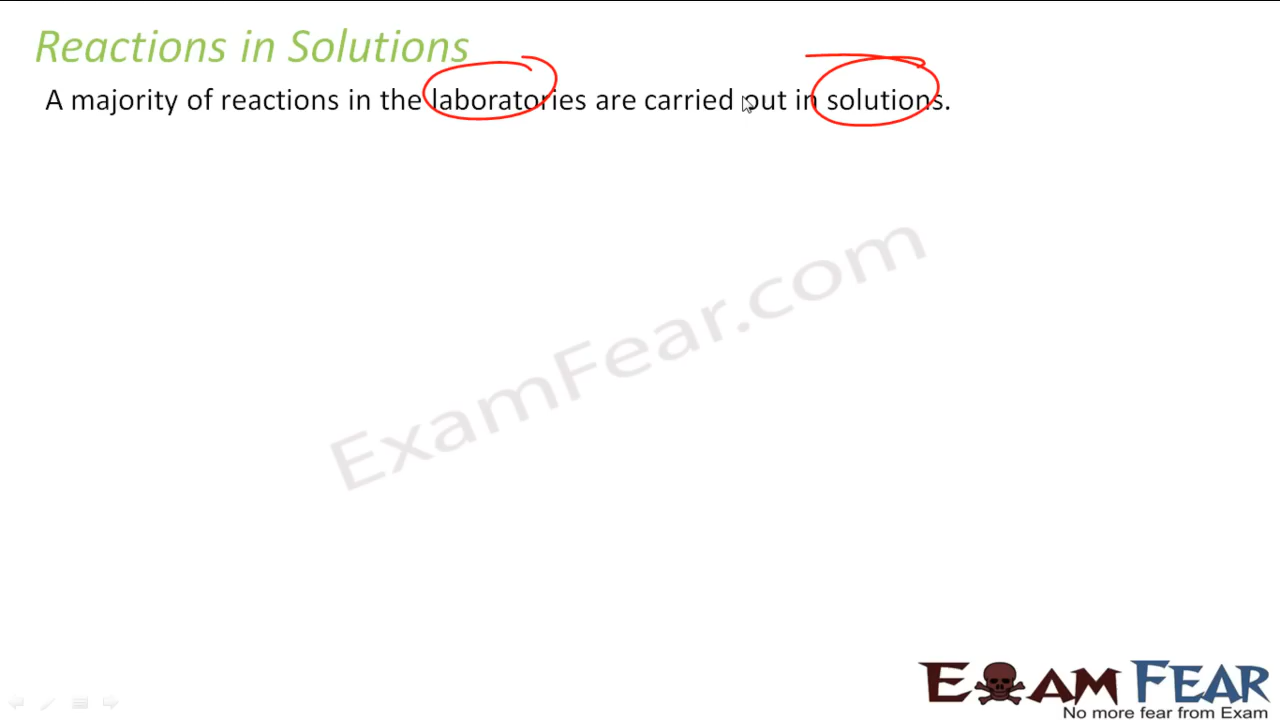 Reactions in Solutions
A majority of reactions in the laboratories are carried out in solutions.
ExamFear.com
EXAM FEAR
No more fear from Exam